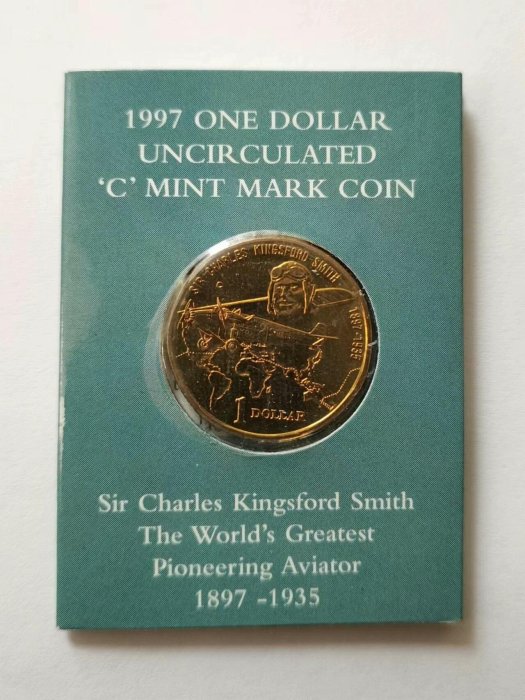 1997 ONE DOLLAR
UNCIRCULATED
'C' MINT MARK COIN
SIR CHARLES KINGSFORD SMITH
1897-1935
C
1 DOLLAR
Sir Charles Kingsford Smith
The World's Greatest
Pioneering Aviator
1897 -1935